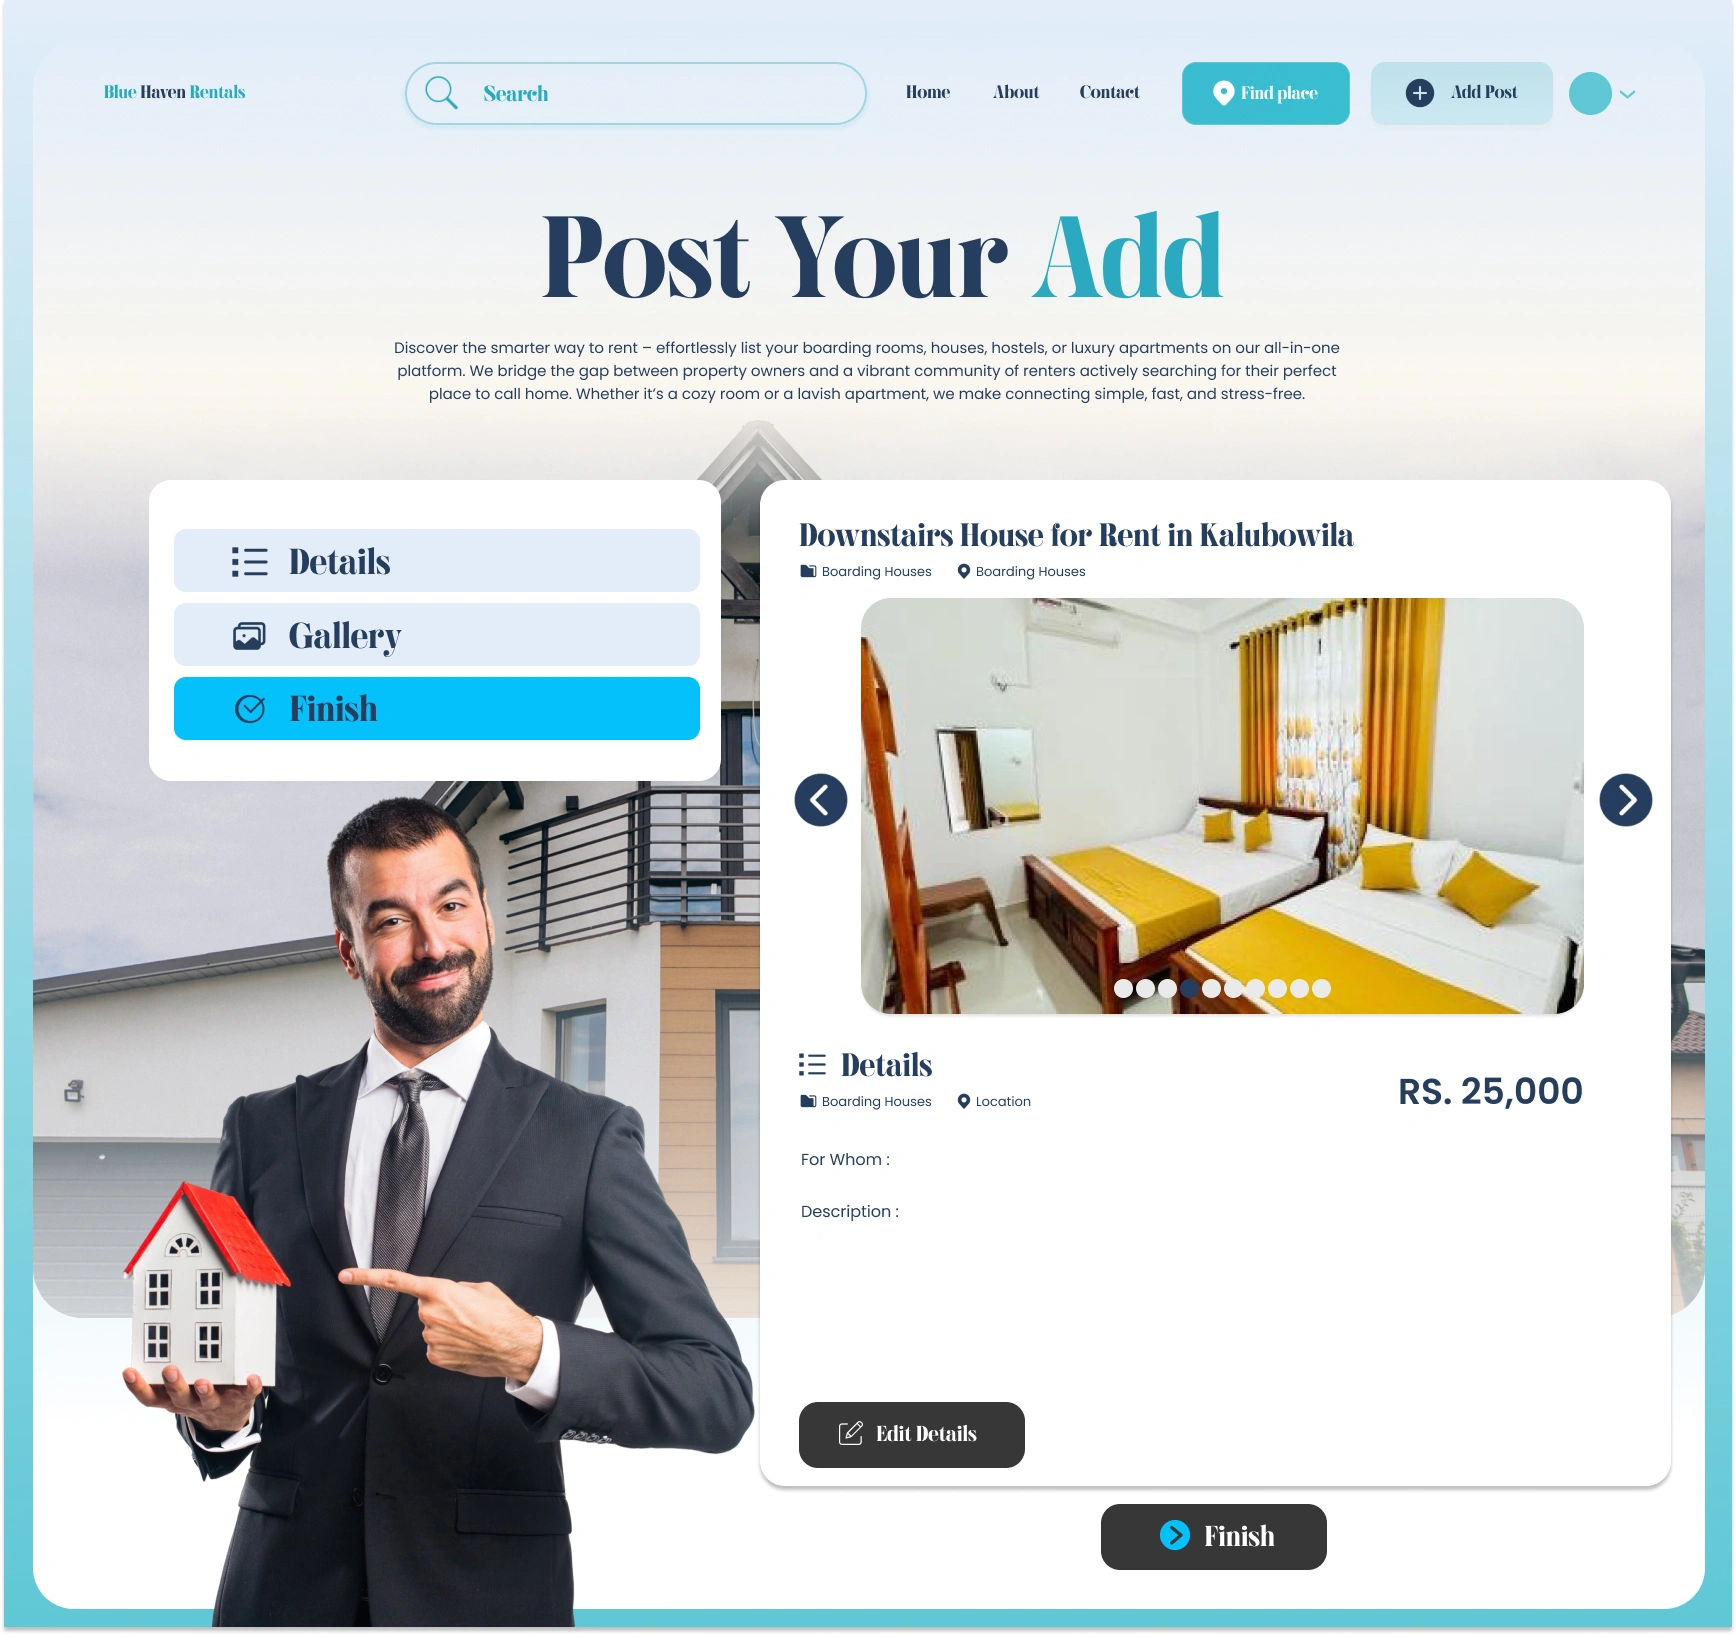 Blue Haven Rentals
Search
Home
About
Contact
Find place
Add Post
Post Your Add
Discover the smarter way to rent – effortlessly list your boarding rooms, houses, hostels, or luxury apartments on our all-in-one
platform. We bridge the gap between property owners and a vibrant community of renters actively searching for their perfect
place to call home. Whether it's a cozy room or a lavish apartment, we make connecting simple, fast, and stress-free.
Details
Gallery
Finish
Downstairs House for Rent in Kalubowila
Boarding Houses
Boarding Houses
Details
Boarding Houses
Location
RS. 25,000
For Whom :
Description :
Edit Details
Finish